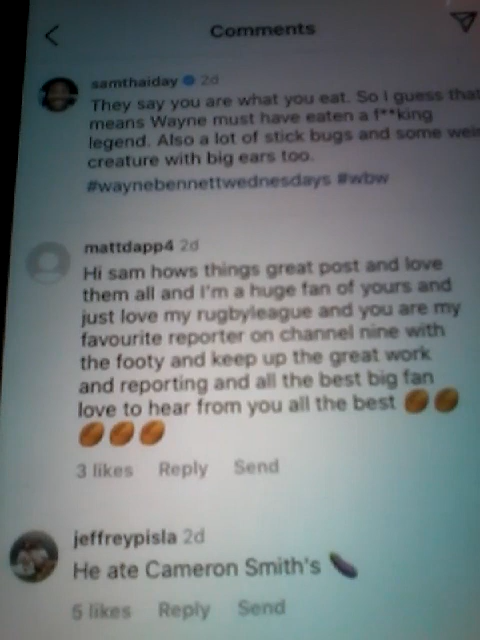 Comments
samthaiday 2d
They say you are what you eat. So I guess that
means Wayne must have eaten a f**king
legend. Also a lot of stick bugs and some
creature with big ears too.
#waynebennettwednesdays #wbw
mattdapp4 2d
Hi sam hows things great post and love
them all and I'm a huge fan of yours and
just love my rugbyleague and you are my
favourite reporter on channel nine with
the footy and keep up the great work
and reporting and all the best big fan
love to hear from you all the best 🏉🏉
🏉🏉🏉
3 likes Reply Send
jeffreypisla 2d
He ate Cameron Smith's 🍆
5 likes Reply Send